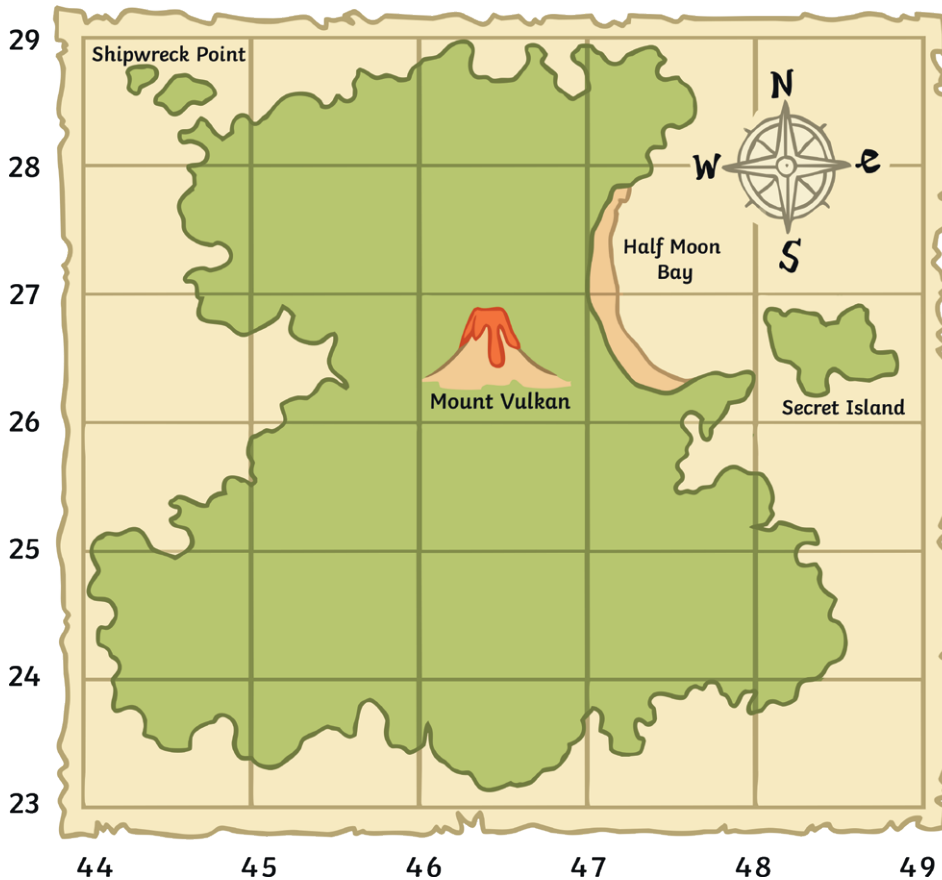 29
Shipwreck Point
N
28
W e
Half Moon
Bay
S
27
Mount Vulkan
Secret Island
26
25
24
23
44 45 46 47 48 49